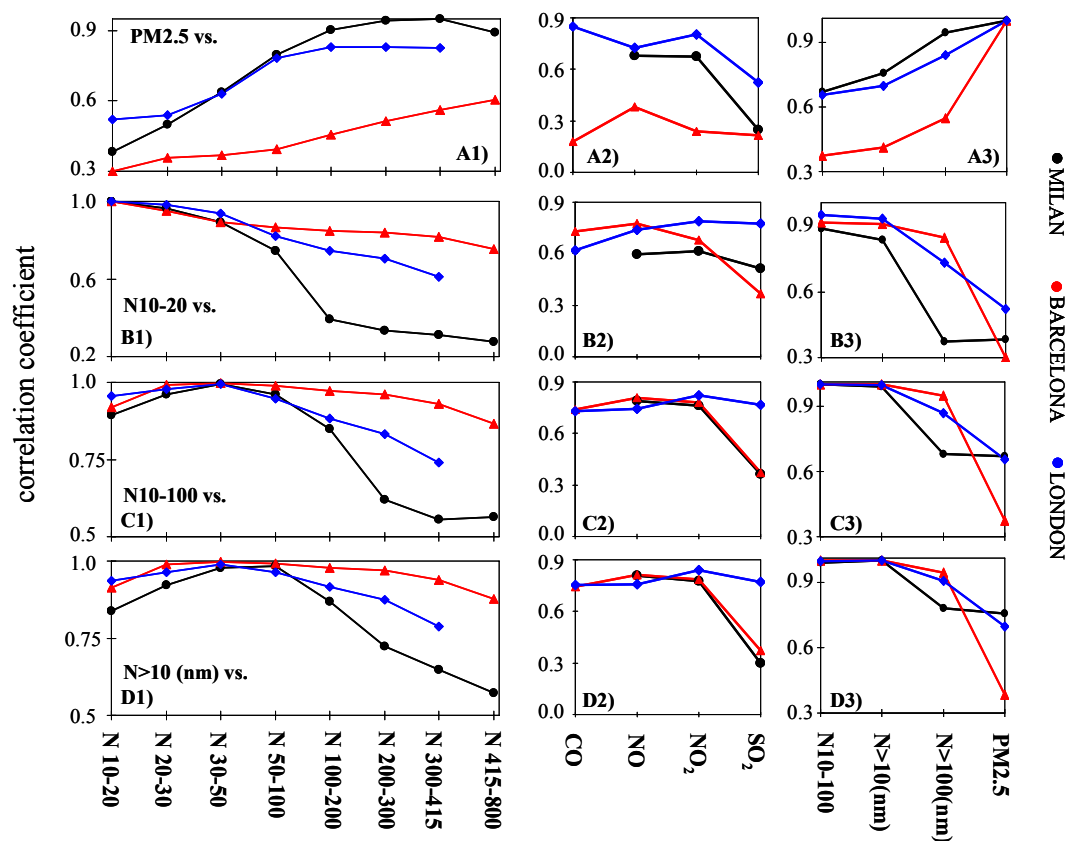 correlation coefficient
0.9
0.6
0.3
PM2.5 vs.
A1)
0.9
0.6
0.3
0.0
A2)
0.9
0.6
0.3
A3)
1.0
0.6
0.2
N10-20 vs.
B1)
0.9
0.6
0.3
0.0
B2)
0.9
0.6
0.3
B3)
1.0
0.75
0.5
N10-100 vs.
C1)
0.9
0.6
0.3
0.0
C2)
0.9
0.6
0.3
C3)
1.0
0.75
0.5
N>10 (nm) vs.
D1)
0.9
0.6
0.3
0.0
D2)
0.9
0.6
0.3
D3)
N 10-20
N 20-30
N 30-50
N 50-100
N 100-200
N 200-300
N 300-415
N 415-800
CO
NO
NO2
SO2
N10-100
N>10(nm)
N>100(nm)
PM2.5
MILAN
BARCELONA
LONDON